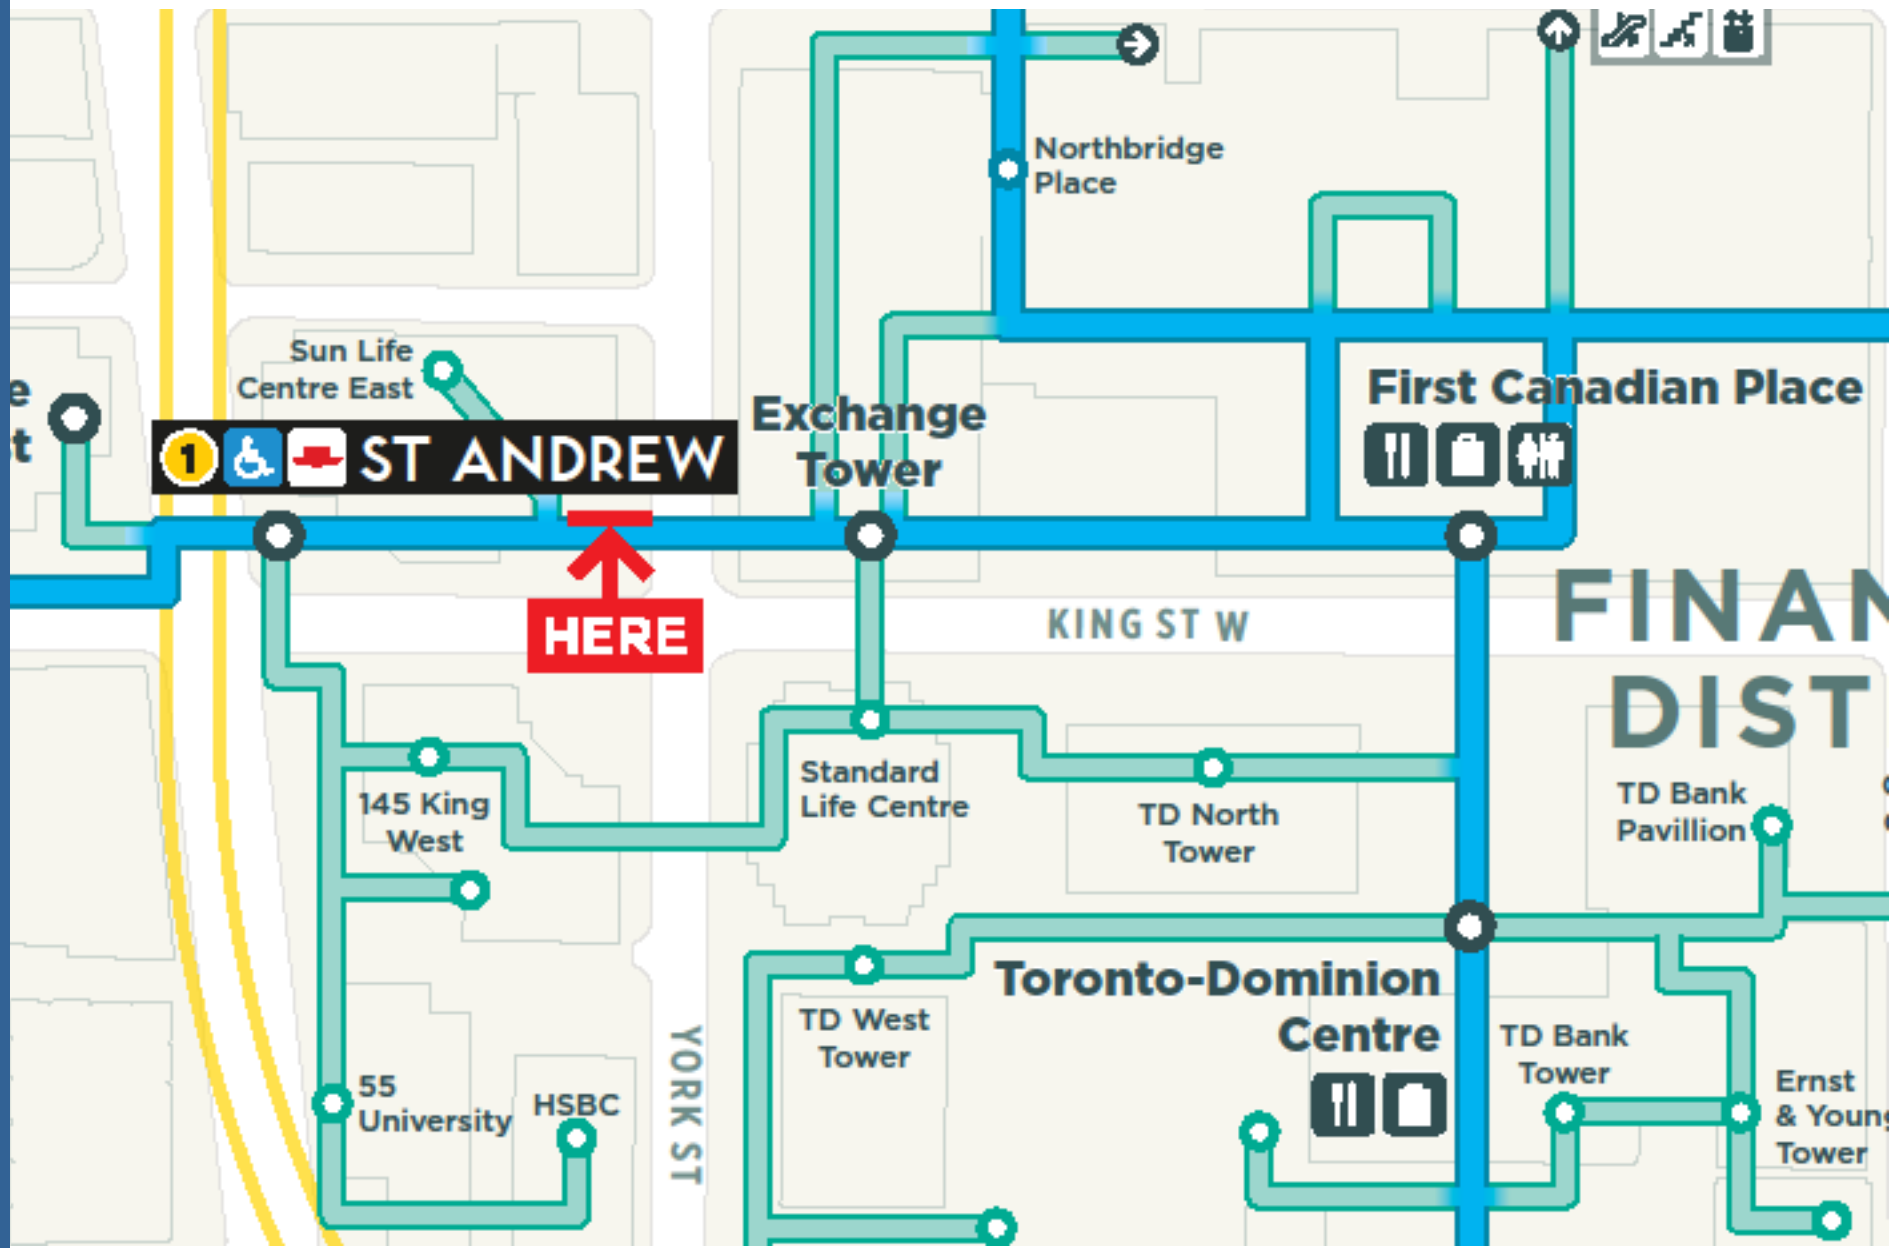 Northbridge
Place
Sun Life
Centre East
Exchange
Tower
First Canadian Place
1 ST ANDREW
HERE
KING ST W
FINAN
DIST
Standard
Life Centre
145 King
West
TD North
Tower
TD Bank
Pavillion
Toronto-Dominion
Centre
TD West
Tower
YORK ST
TD Bank
Tower
55
University
HSBC
Ernst
& Young
Tower